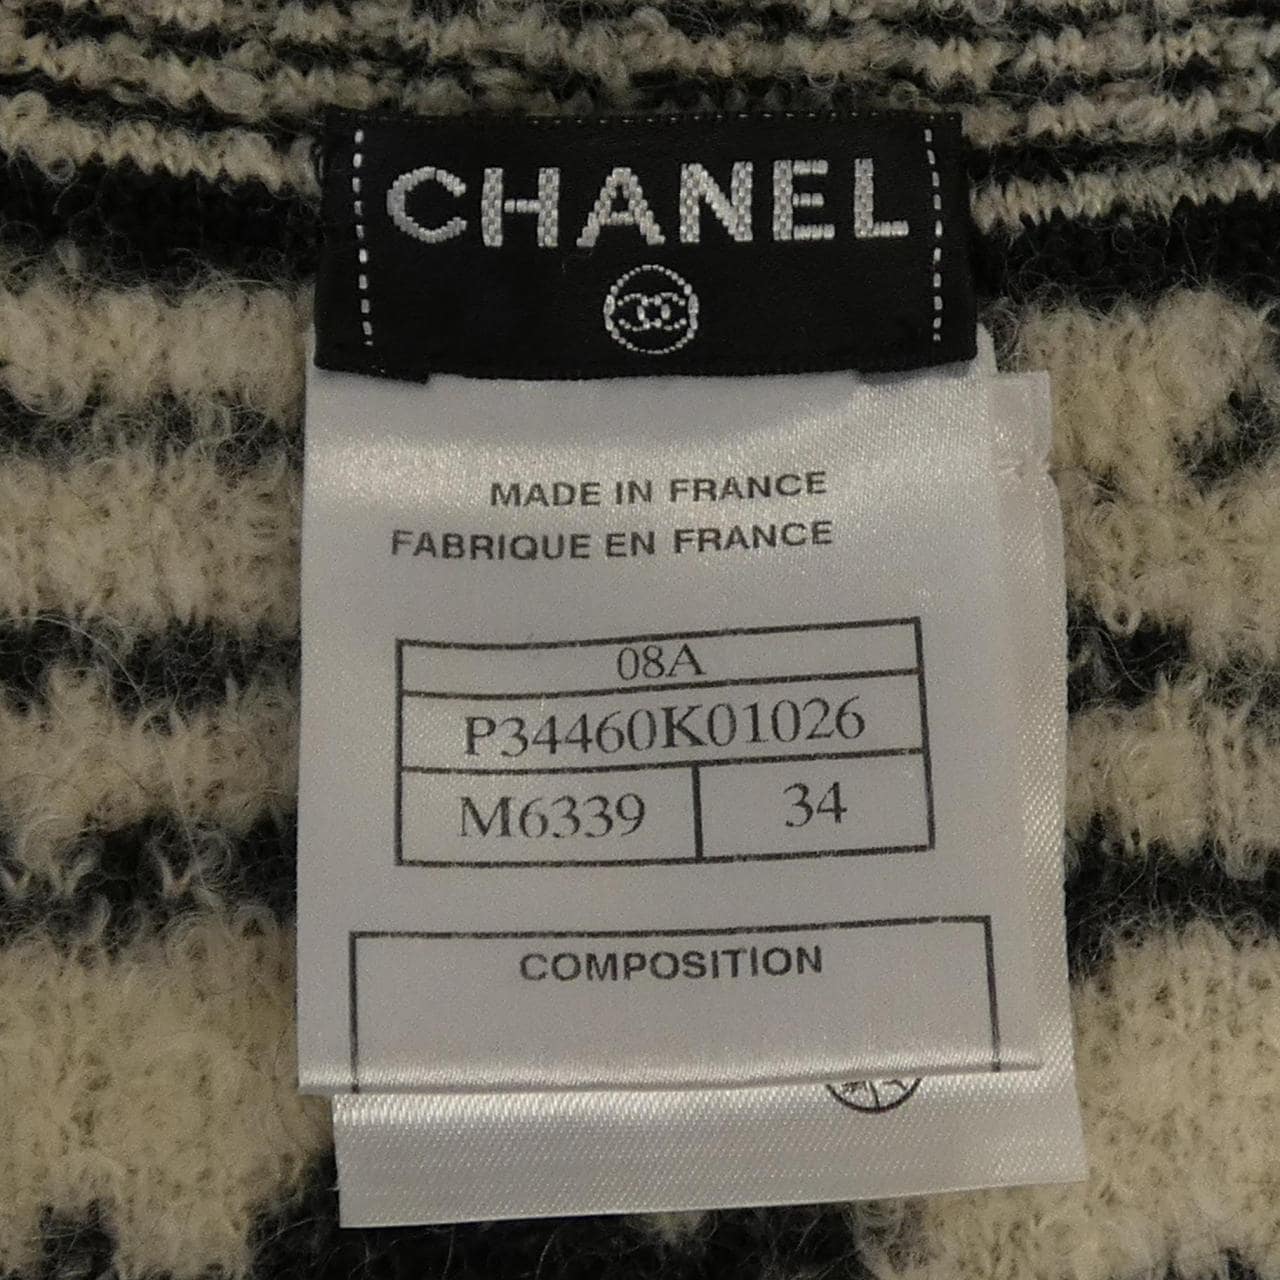 CHANEL
MADE IN FRANCE
FABRIQUE EN FRANCE
08A
P34460K01026
M6339 34
COMPOSITION